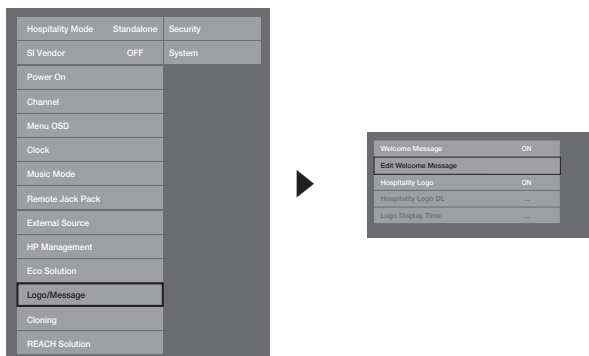 Hospitality Mode Standalone Security
SI Vendor OFF System
Power On
Channel
Menu OSD
Clock
Music Mode
Remote Jack Pack
External Source
HP Management
Eco Solution
Logo/Message
Cloning
REACH Solution
Welcome Message ON
Edit Welcome Message
Hospitality Logo ON
Hospitality Logo DL ...
Logo Display Time ...